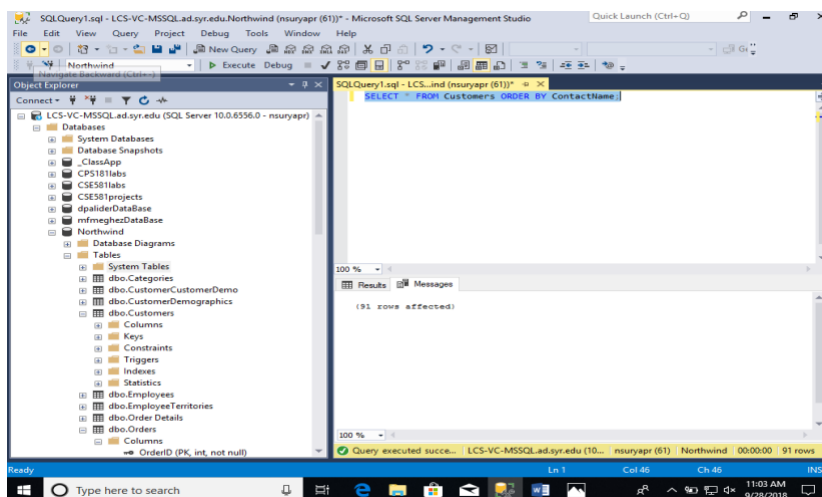 SQLQuery1.sql - LCS-VC-MSSQL.ad.syr.edu.Northwind (nsuryapr (61))* - Microsoft SQL Server Management Studio
Quick Launch (Ctrl+Q)
File Edit View Query Project Debug Tools Window Help
New Query
Northwind Execute Debug
Navigate Backward (Ctrl+-)
Object Explorer
Connect
LCS-VC-MSSQL.ad.syr.edu (SQL Server 10.0.6556.0 - nsuryapr)
Databases
System Databases
Database Snapshots
_ClassApp
CPS181labs
CSE581labs
CSE581projects
dpaliderDataBase
mfmeghezDataBase
Northwind
Database Diagrams
Tables
System Tables
dbo.Categories
dbo.CustomerCustomerDemo
dbo.CustomerDemographics
dbo.Customers
Columns
Keys
Constraints
Triggers
Indexes
Statistics
dbo.Employees
dbo.EmployeeTerritories
dbo.Order Details
dbo.Orders
Columns
OrderID (PK, int, not null)
SQLQuery1.sql - LCS...ind (nsuryapr (61))*
SELECT * FROM Customers ORDER BY ContactName;
100 %
Results Messages
(91 rows affected)
100 %
Query executed succe... LCS-VC-MSSQL.ad.syr.edu (10... nsuryapr (61) Northwind 00:00:00 91 rows
Ready Ln 1 Col 46 Ch 46 INS
Type here to search
11:03 AM
9/28/2018